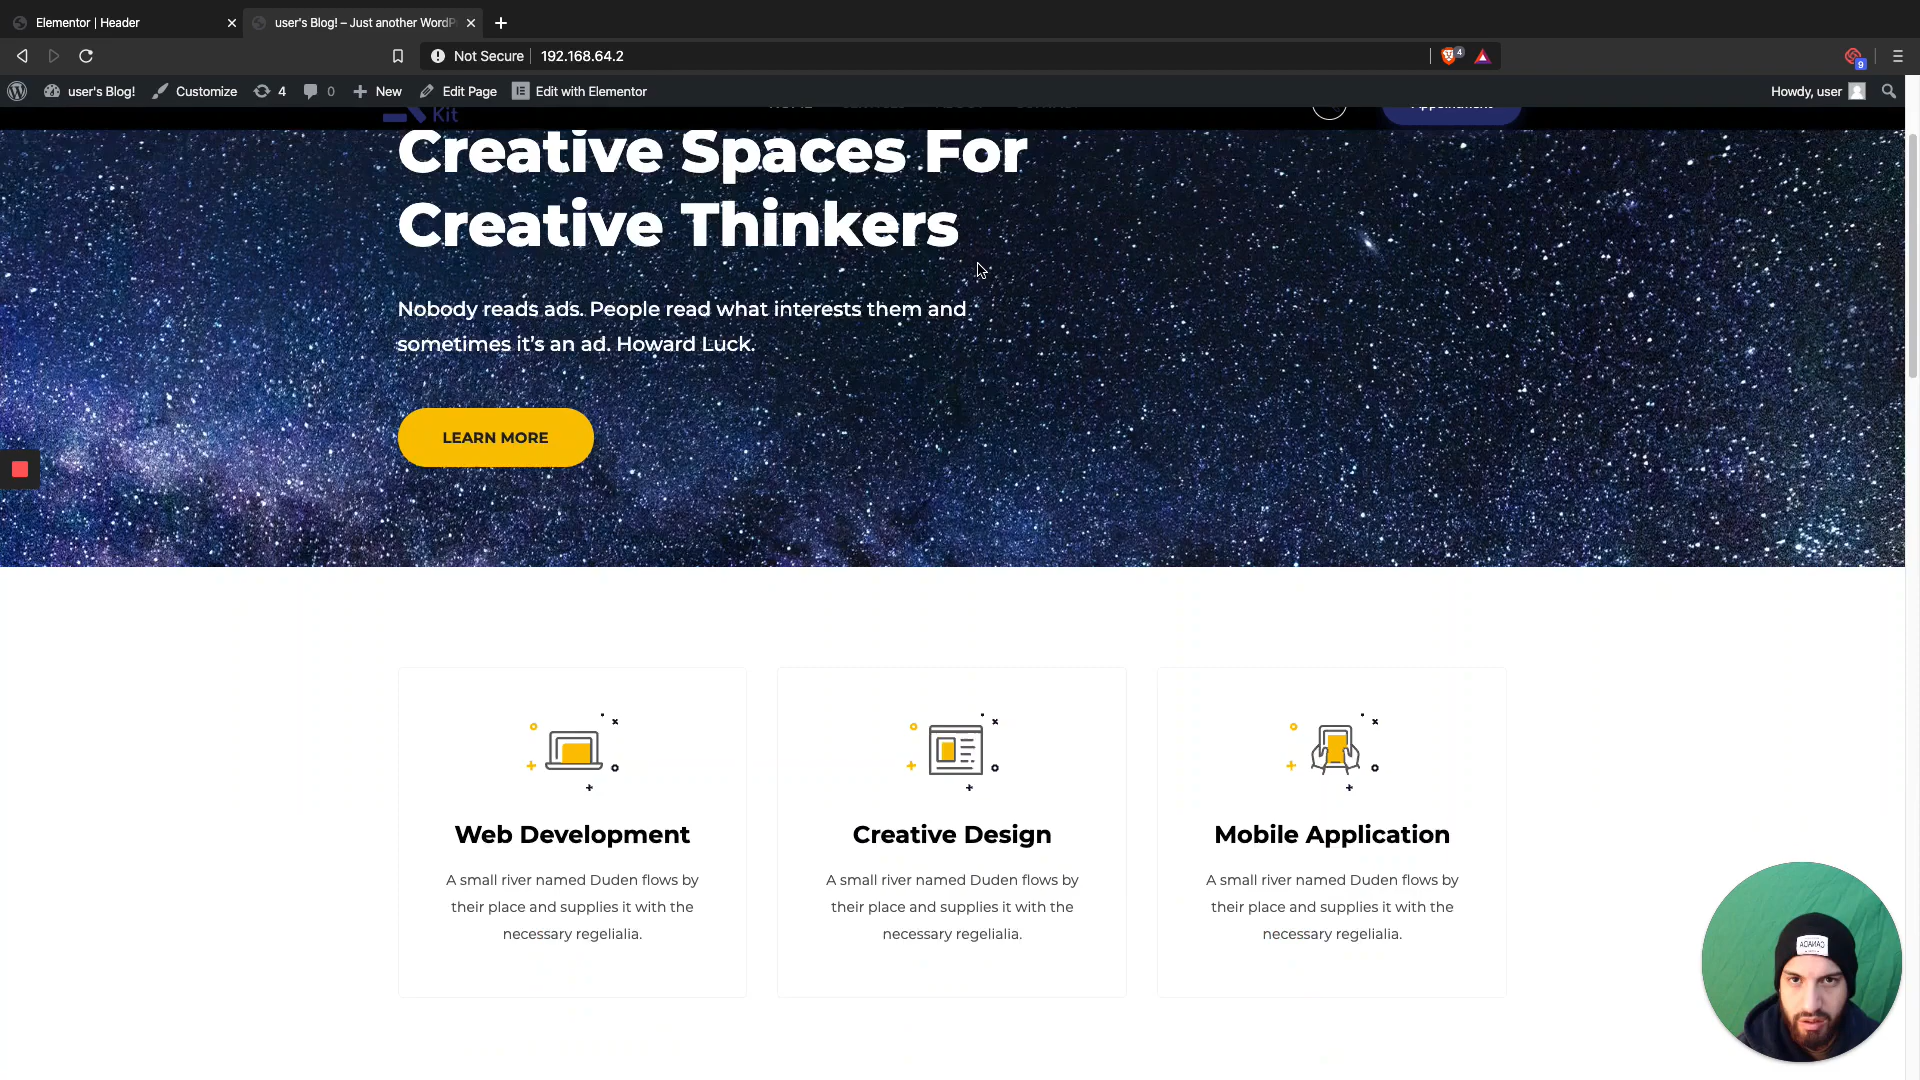 Elementor | Header
user's Blog! – Just another WordP
Not Secure
192.168.64.2
4
9
user's Blog!
Customize
4
0
New
Edit Page
Edit with Elementor
Howdy, user
Kit
Creative Spaces For
Creative Thinkers
Nobody reads ads. People read what interests them and
sometimes it's an ad. Howard Luck.
LEARN MORE
Web Development
A small river named Duden flows by
their place and supplies it with the
necessary regelialia.
Creative Design
A small river named Duden flows by
their place and supplies it with the
necessary regelialia.
Mobile Application
A small river named Duden flows by
their place and supplies it with the
necessary regelialia.
CANADA